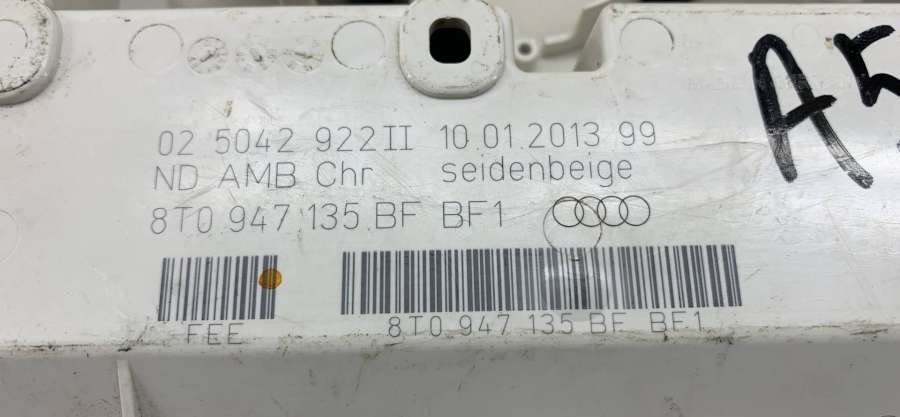 02 5042 922II 10.01.2013 99
ND AMB Chr seidenbeige
8T0 947 135 BF BF1
FEE
8T0 947 135 BF BF1
A5